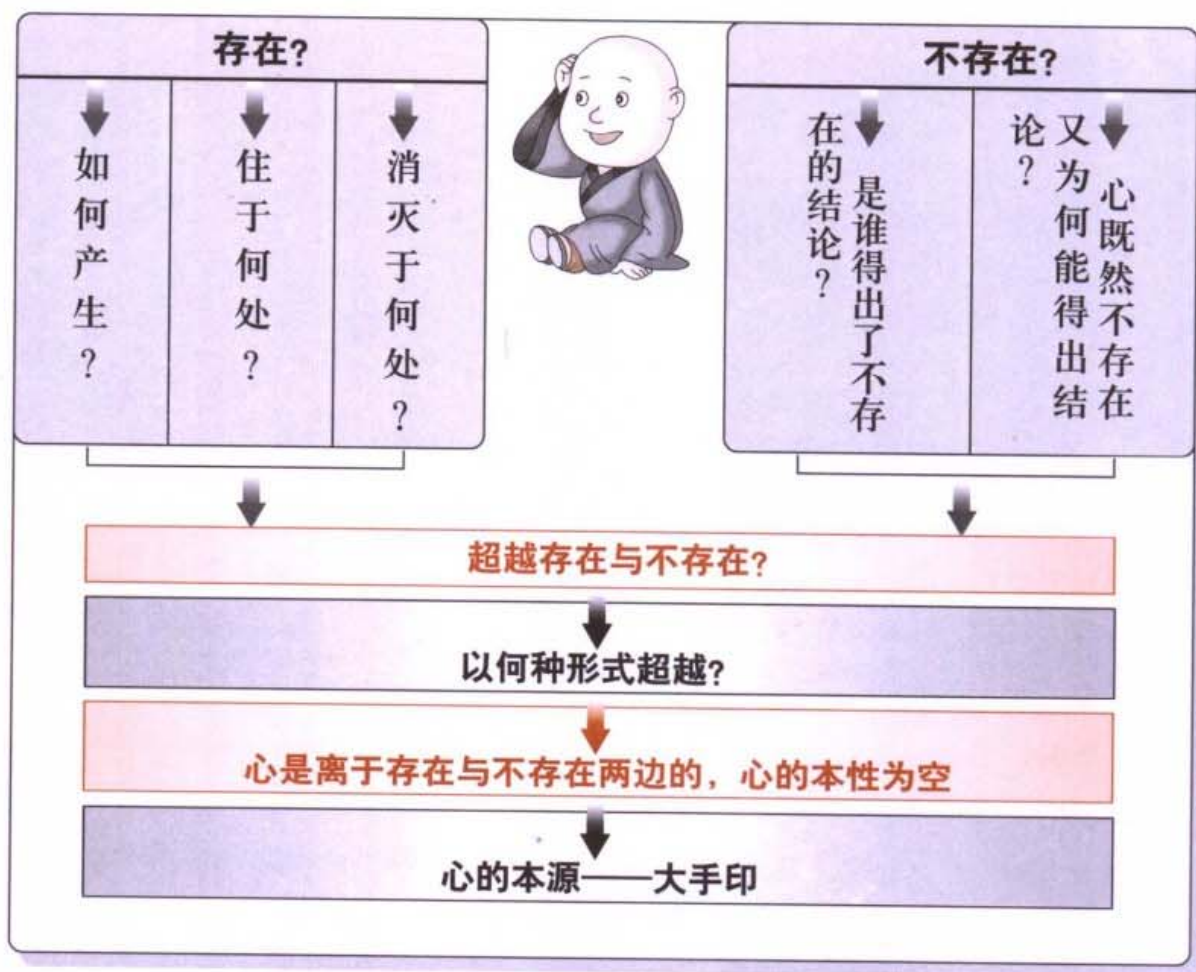 存在?
如何产生?
住于何处?
消灭于何处?
不存在?
是谁得出了不存
在的结论?
心既然不存在
又为何能得出结
论?
超越存在与不存在?
以何种形式超越?
心是离于存在与不存在两边的，心的本性为空
心的本源——大手印